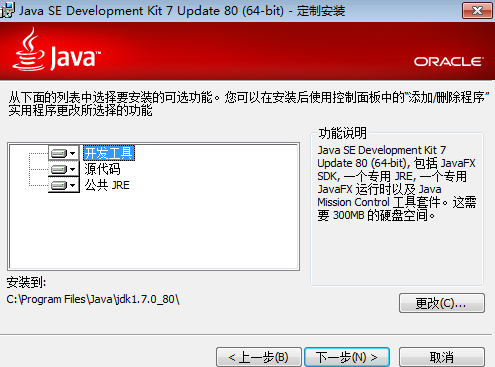 Java SE Development Kit 7 Update 80 (64-bit) - 定制安装
Java™
ORACLE
从下面的列表中选择要安装的可选功能。您可以在安装后使用控制面板中的"添加/删除程序"
实用程序更改所选择的功能
开发工具
源代码
公共 JRE
功能说明
Java SE Development Kit 7
Update 80 (64-bit), 包括 JavaFX
SDK, 一个专用 JRE, 一个专用
JavaFX 运行时以及 Java
Mission Control 工具套件。这需
要 300MB 的硬盘空间。
安装到:
C:\Program Files\Java\jdk1.7.0_80\
更改(C)...
< 上一步(B)
下一步(N) >
取消